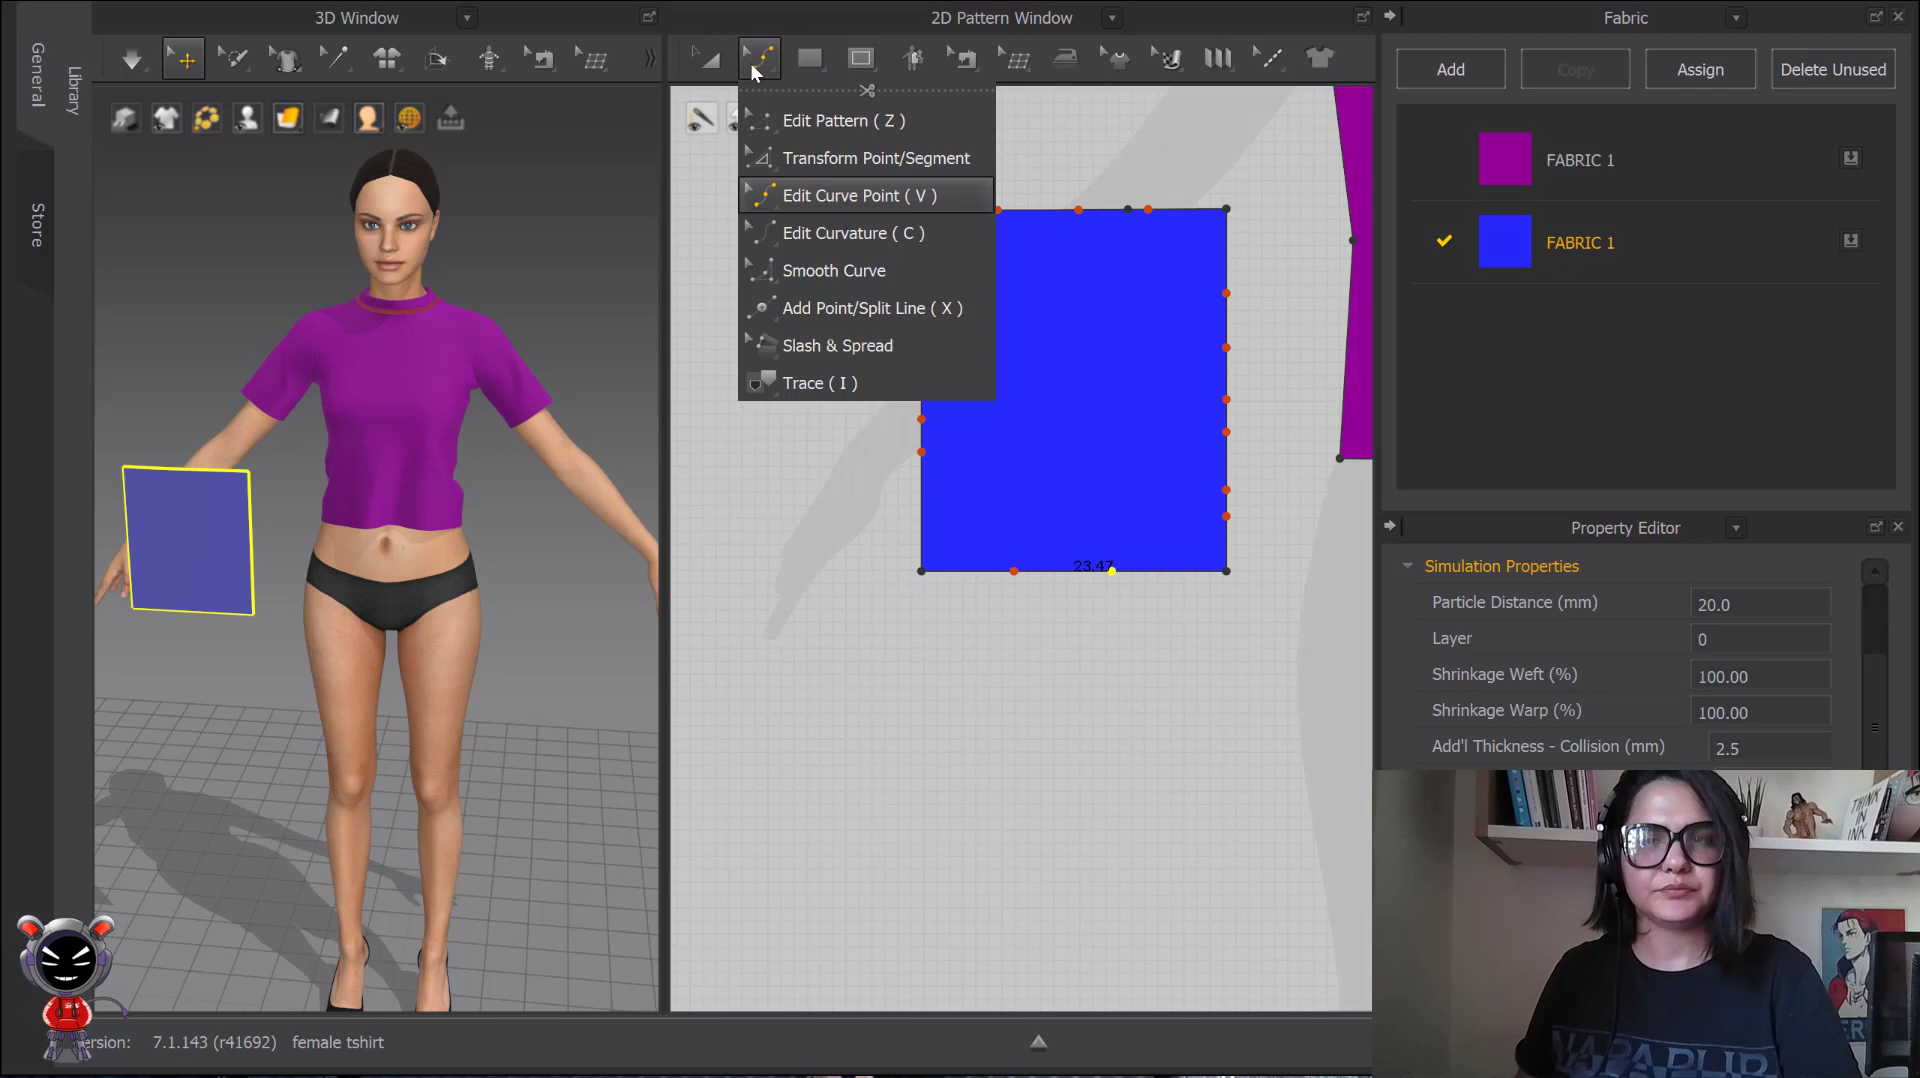 3D Window
2D Pattern Window
Fabric
General
Library
Store
Add
Copy
Assign
Delete Unused
Edit Pattern ( Z )
Transform Point/Segment
Edit Curve Point ( V )
Edit Curvature ( C )
Smooth Curve
Add Point/Split Line ( X )
Slash & Spread
Trace ( I )
FABRIC 1
FABRIC 1
23.47
Property Editor
Simulation Properties
Particle Distance (mm)
20.0
Layer
0
Shrinkage Weft (%)
100.00
Shrinkage Warp (%)
100.00
Add'l Thickness - Collision (mm)
2.5
THINK
IN
INK
ersion: 7.1.143 (r41692) female tshirt